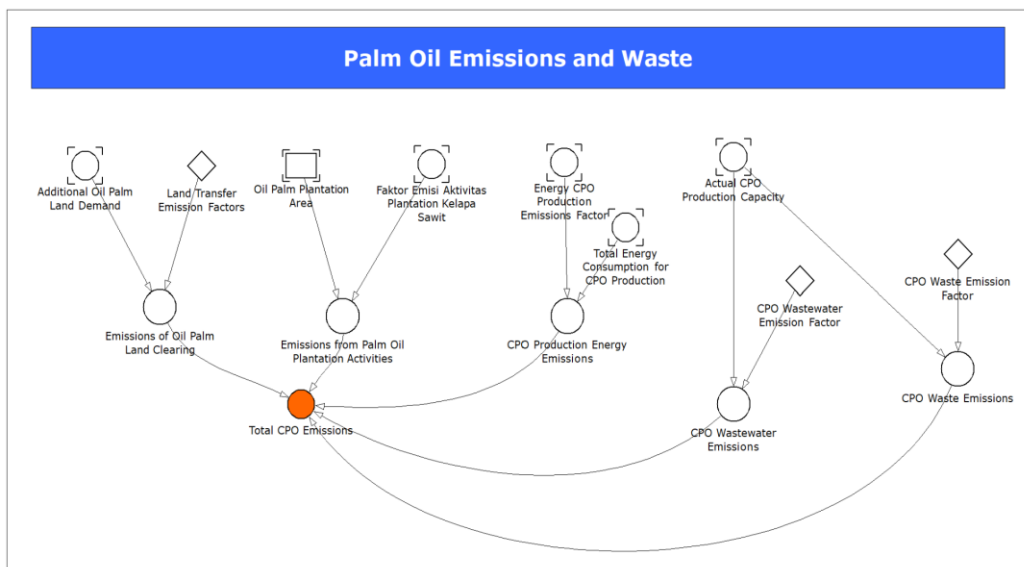 Palm Oil Emissions and Waste
Additional Oil Palm
Land Demand
Land Transfer
Emission Factors
Oil Palm Plantation
Area
Faktor Emisi Aktivitas
Plantation Kelapa
Sawit
Energy CPO
Production
Emissions Factor
Total Energy
Consumption for
CPO Production
Actual CPO
Production Capacity
CPO Wastewater
Emission Factor
CPO Waste Emission
Factor
Emissions of Oil Palm
Land Clearing
Emissions from Palm Oil
Plantation Activities
CPO Production Energy
Emissions
CPO Waste Emissions
Total CPO Emissions
CPO Wastewater
Emissions